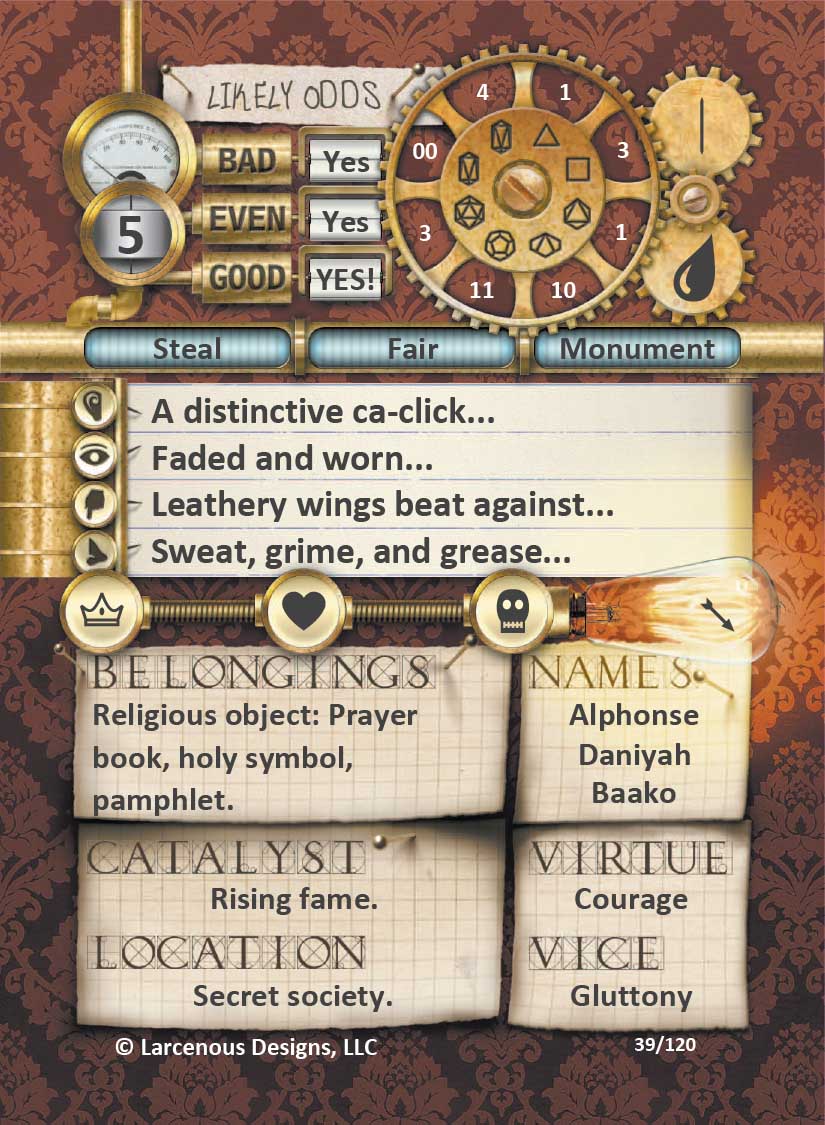 LIKELY ODDS
BAD Yes
5
EVEN Yes
GOOD YES!
4 1
00 3
3 1
11 10
Steal Fair Monument
A distinctive ca-click...
Faded and worn...
Leathery wings beat against...
Sweat, grime, and grease...
BELONGINGS
Religious object: Prayer
book, holy symbol,
pamphlet.
NAMES
Alphonse
Daniyah
Baako
CATALYST
Rising fame.
LOCATION
Secret society.
VIRTUE
Courage
VICE
Gluttony
© Larcenous Designs, LLC
39/120